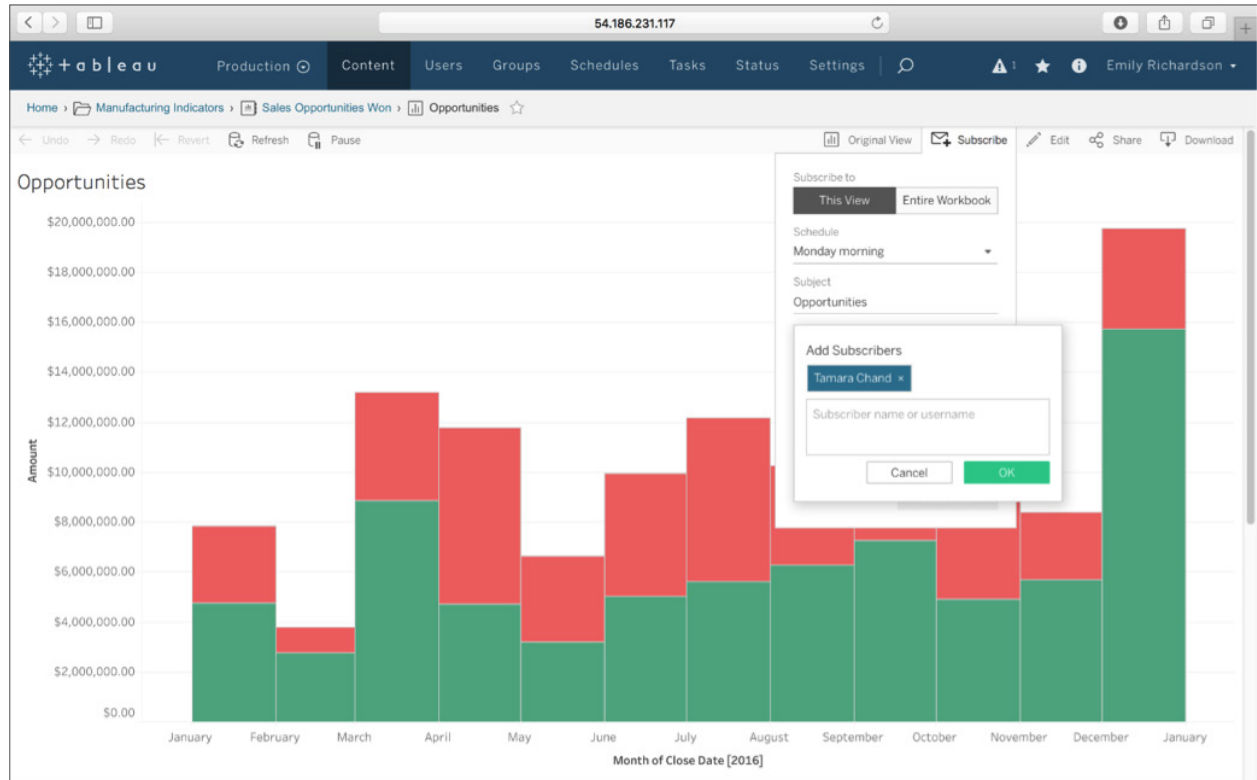 54.186.231.117
+ableau Production Content Users Groups Schedules Tasks Status Settings 1 Emily Richardson
Home › Manufacturing Indicators › Sales Opportunities Won › Opportunities
Undo Redo Revert Refresh Pause Original View Subscribe Edit Share Download
Opportunities
Subscribe to
This View Entire Workbook
Schedule
Monday morning
Subject
Opportunities
Add Subscribers
Tamara Chand ×
Subscriber name or username
Cancel OK
Amount
$20,000,000.00
$18,000,000.00
$16,000,000.00
$14,000,000.00
$12,000,000.00
$10,000,000.00
$8,000,000.00
$6,000,000.00
$4,000,000.00
$2,000,000.00
$0.00
January February March April May June July August September October November December January
Month of Close Date [2016]